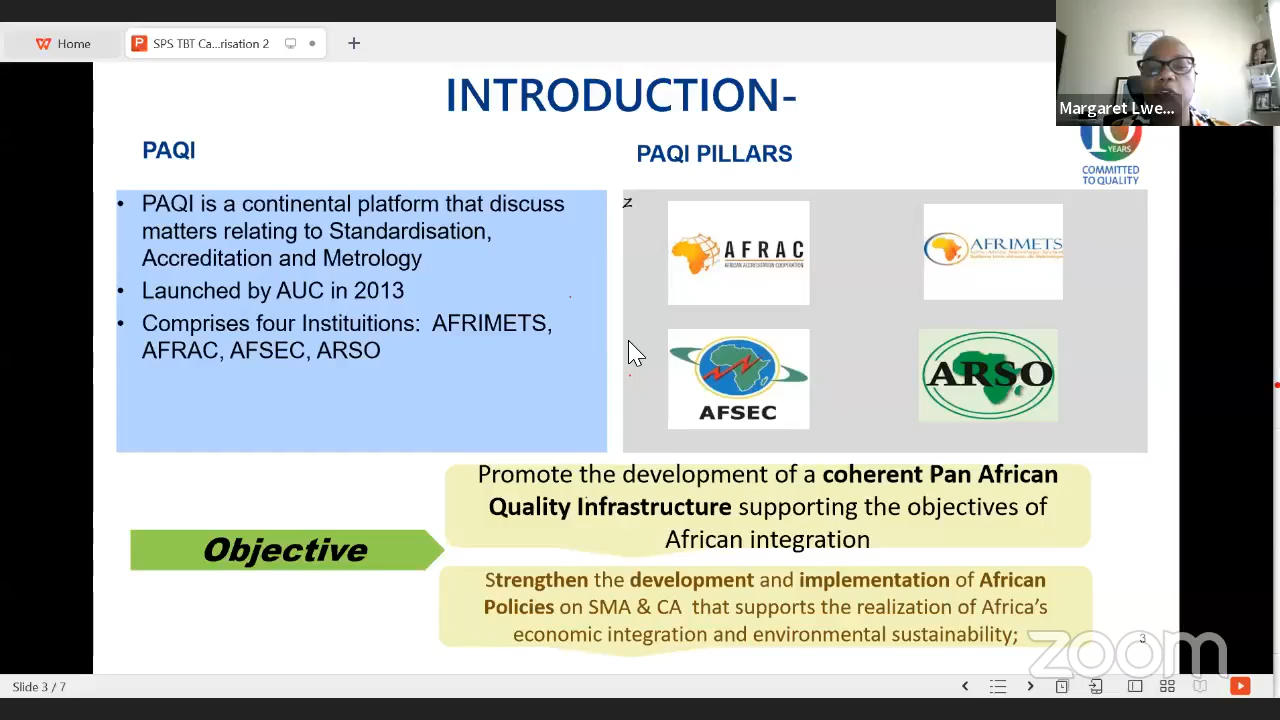 Home
SPS TBT Ca...risation 2
Margaret Lwe...
INTRODUCTION-
PAQI
PAQI PILLARS
10
YEARS
COMMITTED
TO QUALITY
• PAQI is a continental platform that discuss
matters relating to Standardisation,
Accreditation and Metrology
• Launched by AUC in 2013
• Comprises four Instituitions: AFRIMETS,
AFRAC, AFSEC, ARSO
AFRAC
AFRICAN ACCREDITATION COOPERATION
AFRIMETS
AFSEC
ARSO
Promote the development of a coherent Pan African
Quality Infrastructure supporting the objectives of
African integration
Objective
Strengthen the development and implementation of African
Policies on SMA & CA that supports the realization of Africa's
economic integration and environmental sustainability;
3
zoom
Slide 3 / 7